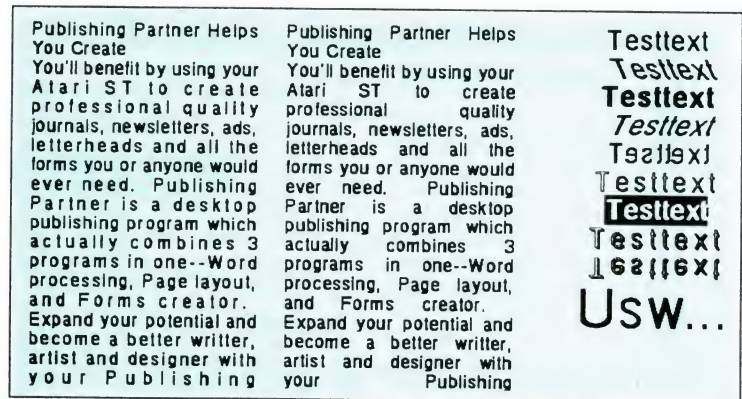 Publishing Partner Helps
You Create
You'll benefit by using your
Atari ST to create
professional quality
journals, newsletters, ads,
letterheads and all the
forms you or anyone would
ever need. Publishing
Partner is a desktop
publishing program which
actually combines 3
programs in one--Word
processing, Page layout,
and Forms creator.
Expand your potential and
become a better writter,
artist and designer with
your Publishing
Publishing Partner Helps
You Create
You'll benefit by using your
Atari ST to create
professional quality
journals, newsletters, ads,
letterheads and all the
forms you or anyone would
ever need. Publishing
Partner is a desktop
publishing program which
actually combines 3
programs in one--Word
processing, Page layout,
and Forms creator.
Expand your potential and
become a better writter,
artist and designer with
your Publishing
Testtext
Testtext
Testtext
Testtext
Testtext
Testtext
Testtext
Testtext
Testtext
Usw...